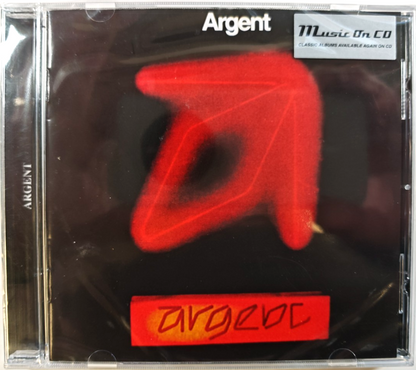 Argent
Music On CD
CLASSIC ALBUMS AVAILABLE AGAIN ON CD
a
argent
ARGENT